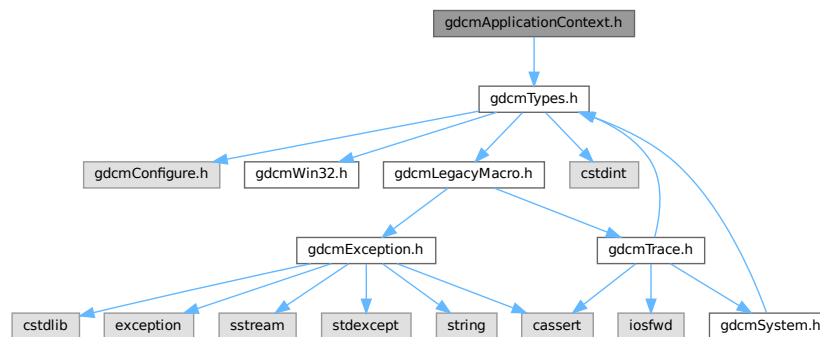 gdcmApplicationContext.h
gdcmTypes.h
gdcmConfigure.h
gdcmWin32.h
gdcmLegacyMacro.h
cstdint
gdcmException.h
gdcmTrace.h
cstdlib
exception
sstream
stdexcept
string
cassert
iosfwd
gdcmSystem.h